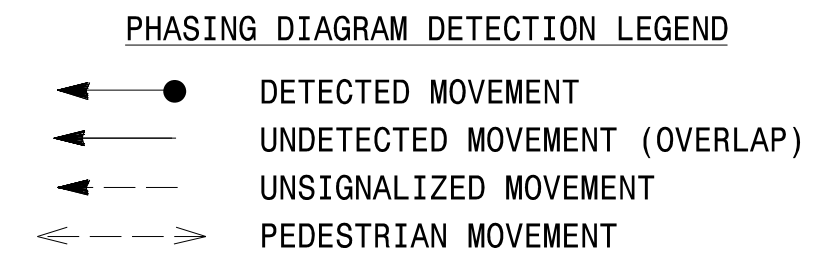 PHASING DIAGRAM DETECTION LEGEND
DETECTED MOVEMENT
UNDETECTED MOVEMENT (OVERLAP)
UNSIGNALIZED MOVEMENT
PEDESTRIAN MOVEMENT